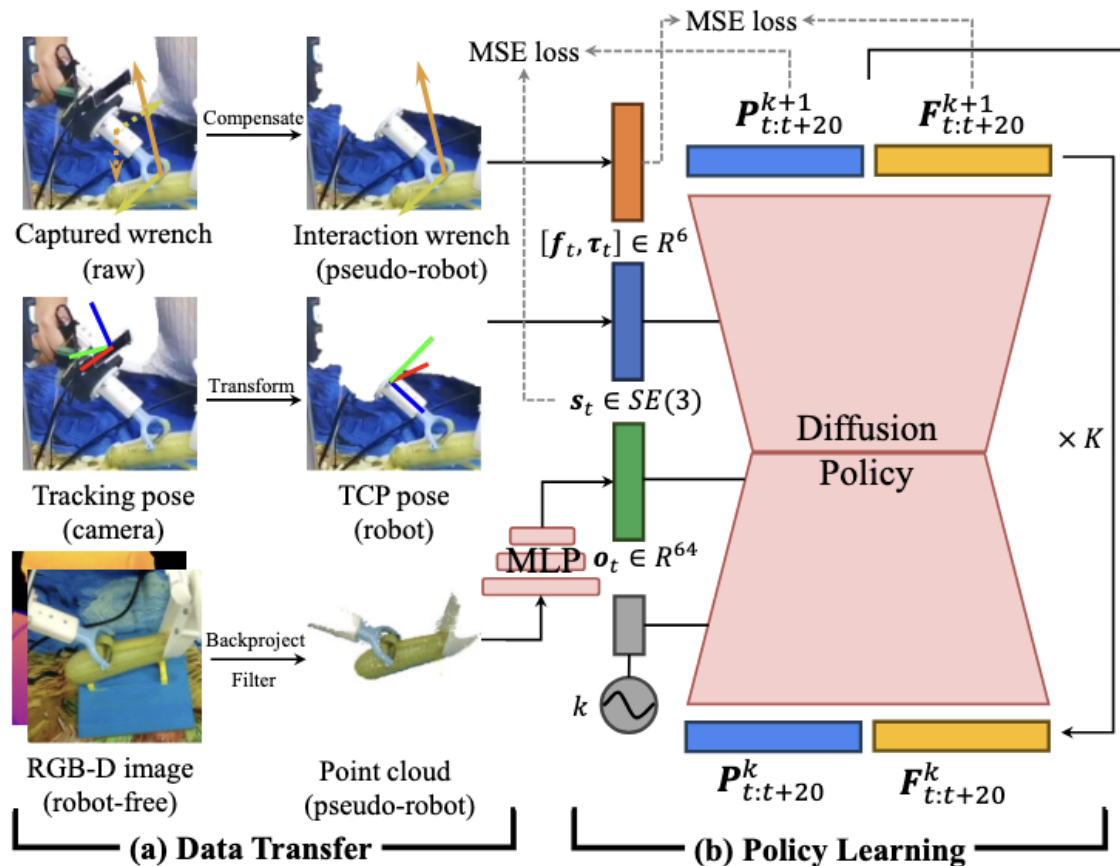 MSE loss
MSE loss
P^{k+1}_{t:t+20}
F^{k+1}_{t:t+20}
Compensate
Captured wrench
(raw)
Interaction wrench
(pseudo-robot)
[f_t, τ_t] ∈ R^6
Transform
Tracking pose
(camera)
TCP pose
(robot)
s_t ∈ SE(3)
Diffusion
Policy
× K
MLP
o_t ∈ R^{64}
Backproject
Filter
k
RGB-D image
(robot-free)
Point cloud
(pseudo-robot)
P^k_{t:t+20}
F^k_{t:t+20}
(a) Data Transfer
(b) Policy Learning